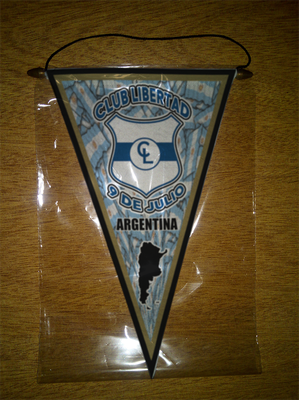 CLUB LIBERTAD
CL
9 DE JULIO
ARGENTINA